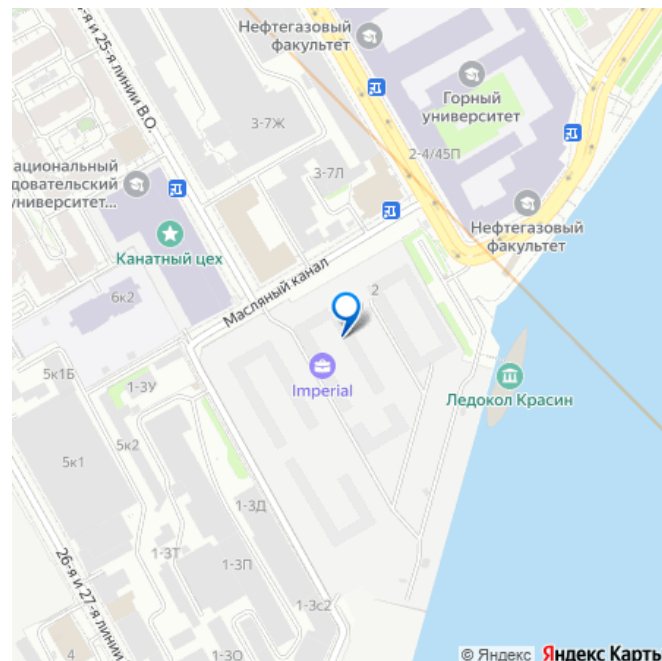 Нефтегазовый
факультет
25-я линии В.О.
я и
3-7Ж
Горный
университет
2-4/45П
3-7Л
ациональный
довательский
университет...
Нефтегазовый
факультет
Канатный цех
Масляный канал
6к2
2
Imperial
Ледокол Красин
5к1Б
1-3У
5к2
5к1
1-3Д
1-3Т
1-3П
26-я и 27-я линии
1-3с2
1-3О
4
© Яндекс Яндекс Карты